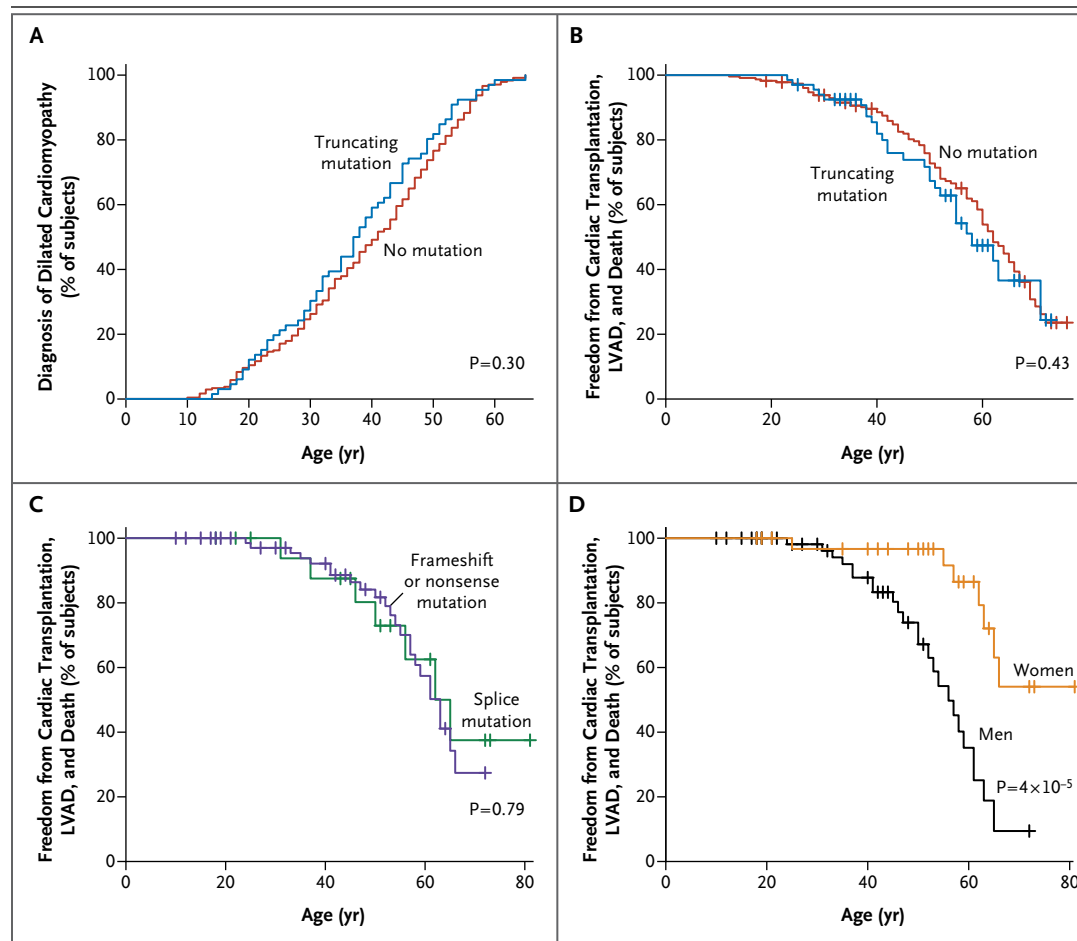 A
Diagnosis of Dilated Cardiomyopathy
(% of subjects)
100
80
60
40
20
0
Truncating
mutation
No mutation
P=0.30
0 10 20 30 40 50 60
Age (yr)
B
Freedom from Cardiac Transplantation,
LVAD, and Death (% of subjects)
100
80
60
40
20
0
No mutation
Truncating
mutation
P=0.43
0 20 40 60
Age (yr)
C
Freedom from Cardiac Transplantation,
LVAD, and Death (% of subjects)
100
80
60
40
20
0
Frameshift
or nonsense
mutation
Splice
mutation
P=0.79
0 20 40 60 80
Age (yr)
D
Freedom from Cardiac Transplantation,
LVAD, and Death (% of subjects)
100
80
60
40
20
0
Women
Men
P=4×10⁻⁵
0 20 40 60 80
Age (yr)